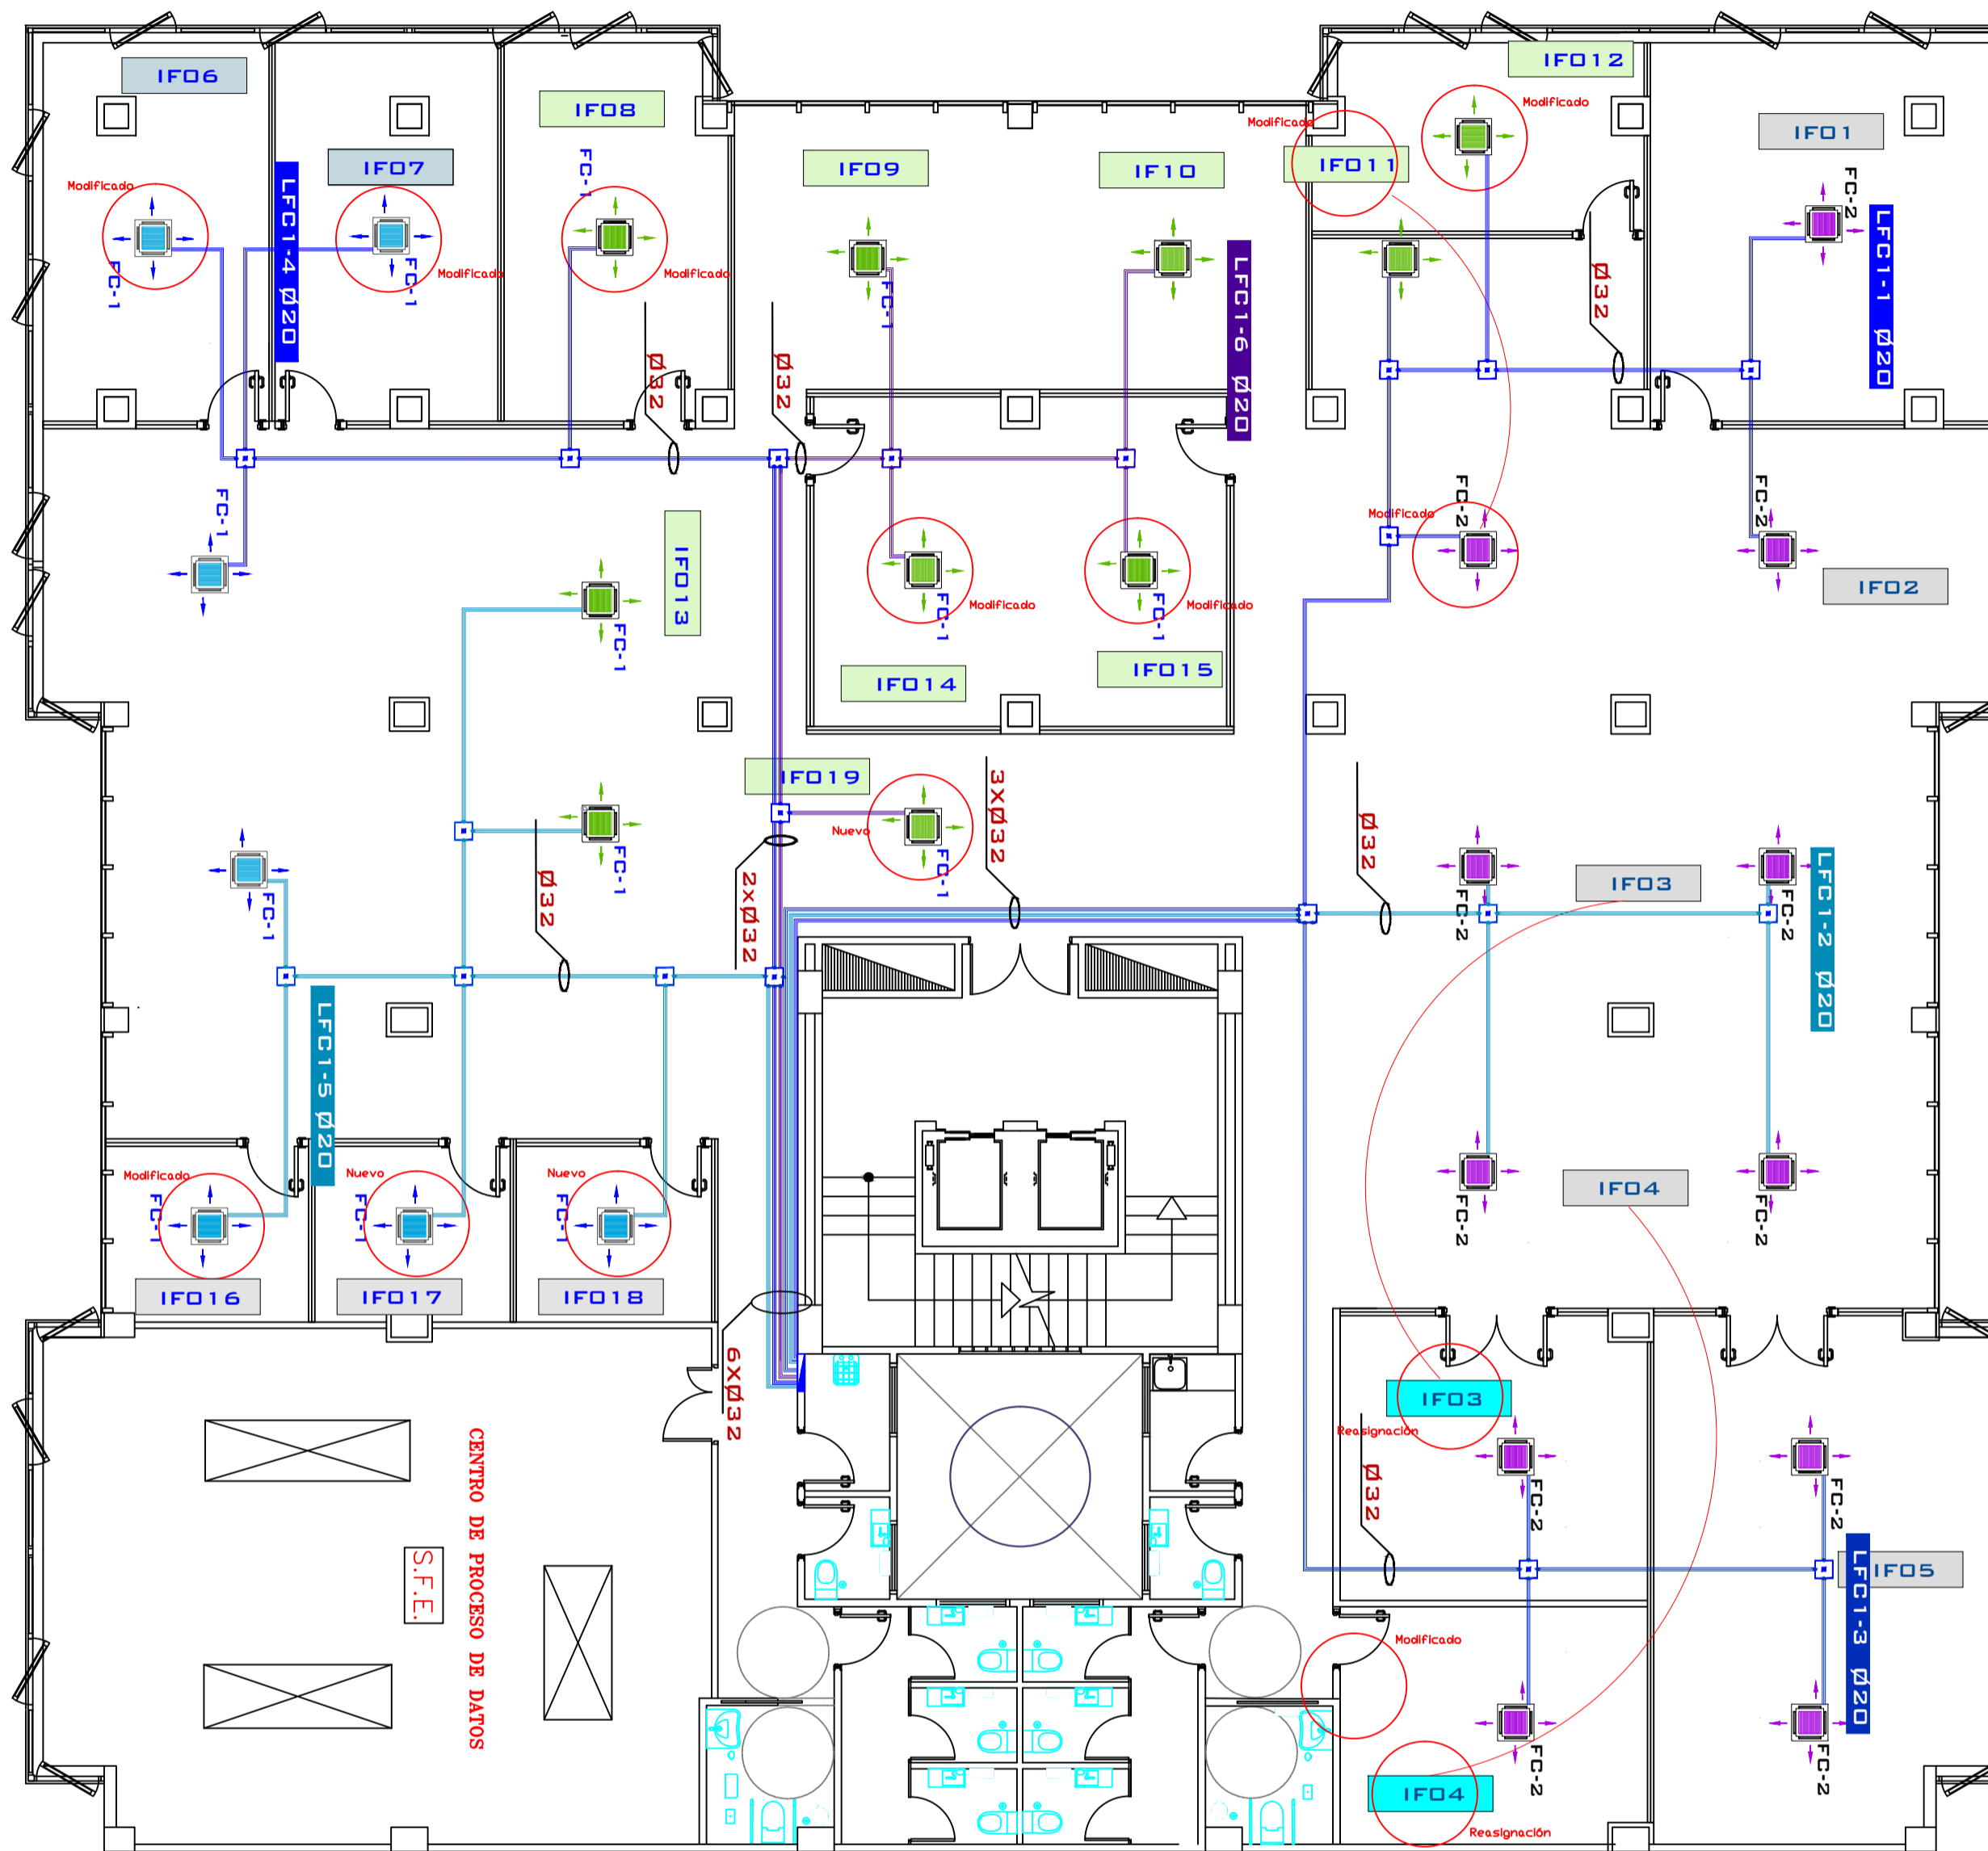 IF012
IF06
IF08
Modificado
Modificado
IF01
IF07
IF09
IF10
IF011
FC-1
FC-2
Modificado
LFC1-4 Ø20
LFC1-1 Ø20
FC-1
FC-1
Modificado
Modificado
FC-1
LFC1-6 Ø20
Ø32
Ø32
Ø32
FC-1
Modificado
FC-2
FC-2
IF013
IF02
FC-1
FC-1
Modificado
FC-1
Modificado
IF014
IF015
IF019
Nuevo
3XØ32
Ø32
FC-1
FC-1
FC-1
Ø32
2xØ32
IF03
FC-2
FC-2
LFC1-2 Ø20
LFC1-5 Ø20
Modificado
Nuevo
Nuevo
FC-1
FC-1
FC-1
IF04
FC-2
FC-2
IF016
IF017
IF018
6XØ32
IF03
Reasignación
CENTRO DE PROCESO DE DATOS
S.F.E.
Ø32
FC-2
FC-2
IF05
LFC1-3 Ø20
Modificado
FC-2
FC-2
IF04
Reasignación